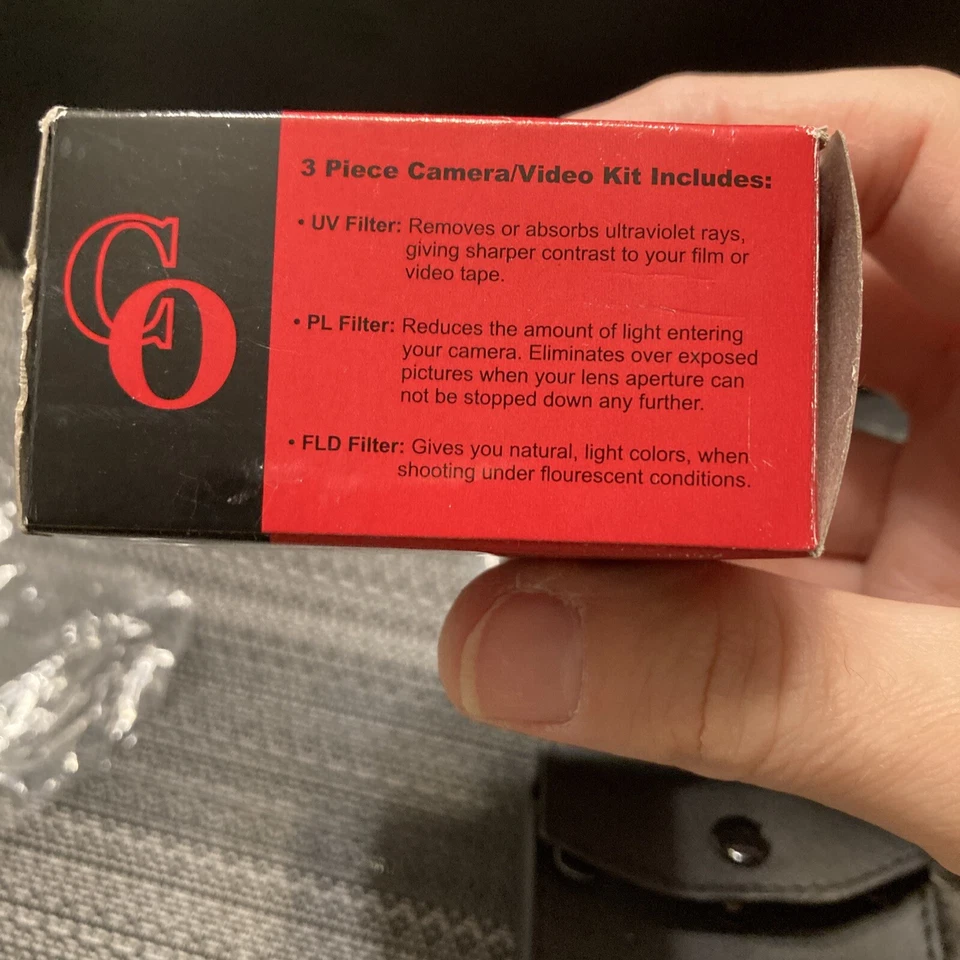 CO
3 Piece Camera/Video Kit Includes:
• UV Filter: Removes or absorbs ultraviolet rays,
giving sharper contrast to your film or
video tape.
• PL Filter: Reduces the amount of light entering
your camera. Eliminates over exposed
pictures when your lens aperture can
not be stopped down any further.
• FLD Filter: Gives you natural, light colors, when
shooting under flourescent conditions.